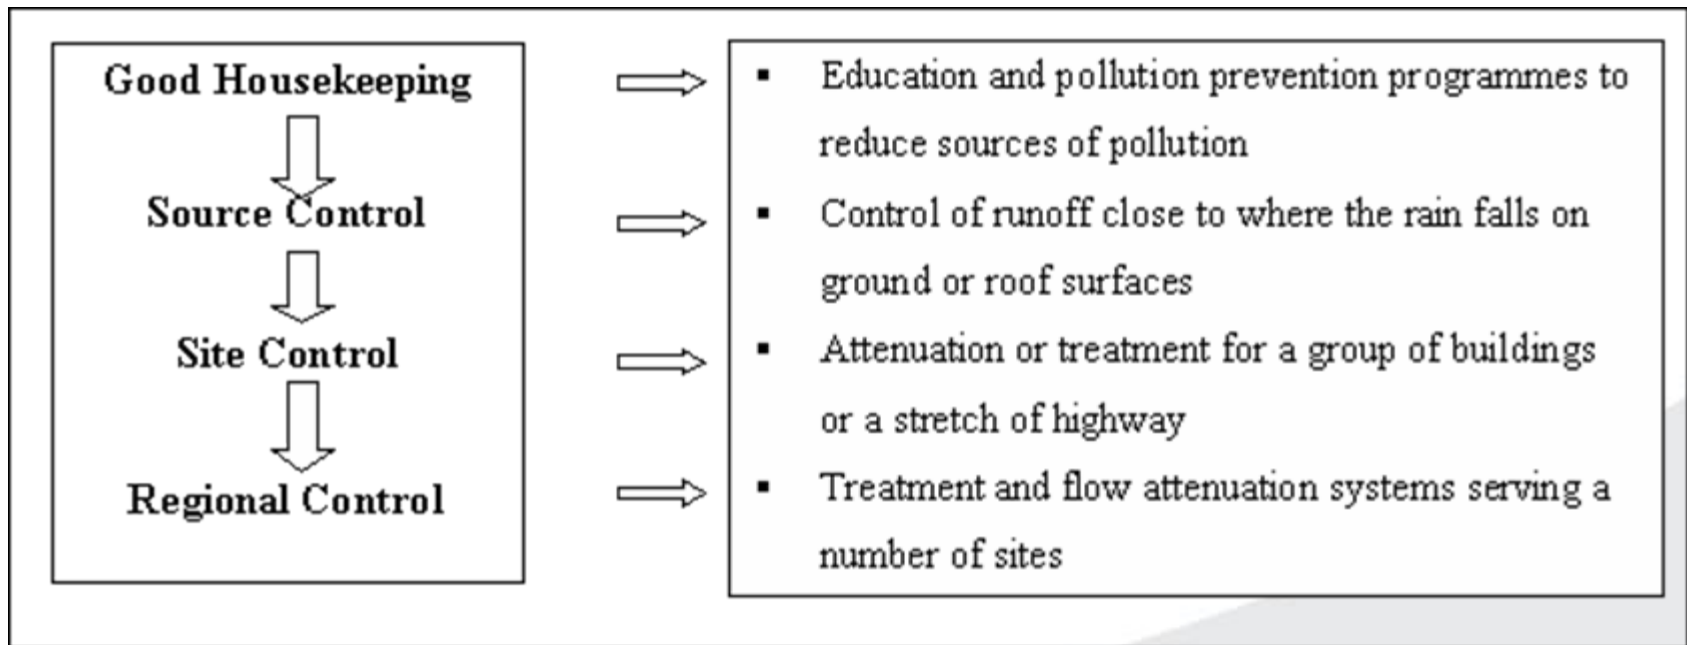 Good Housekeeping
Source Control
Site Control
Regional Control
▪ Education and pollution prevention programmes to
reduce sources of pollution
▪ Control of runoff close to where the rain falls on
ground or roof surfaces
▪ Attenuation or treatment for a group of buildings
or a stretch of highway
▪ Treatment and flow attenuation systems serving a
number of sites